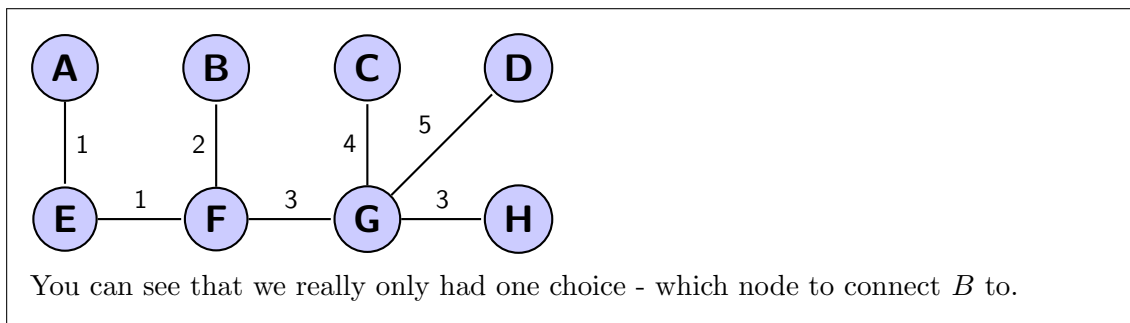 A B C D
1 2 4 5
1 3 3
E F G H
You can see that we really only had one choice - which node to connect B to.